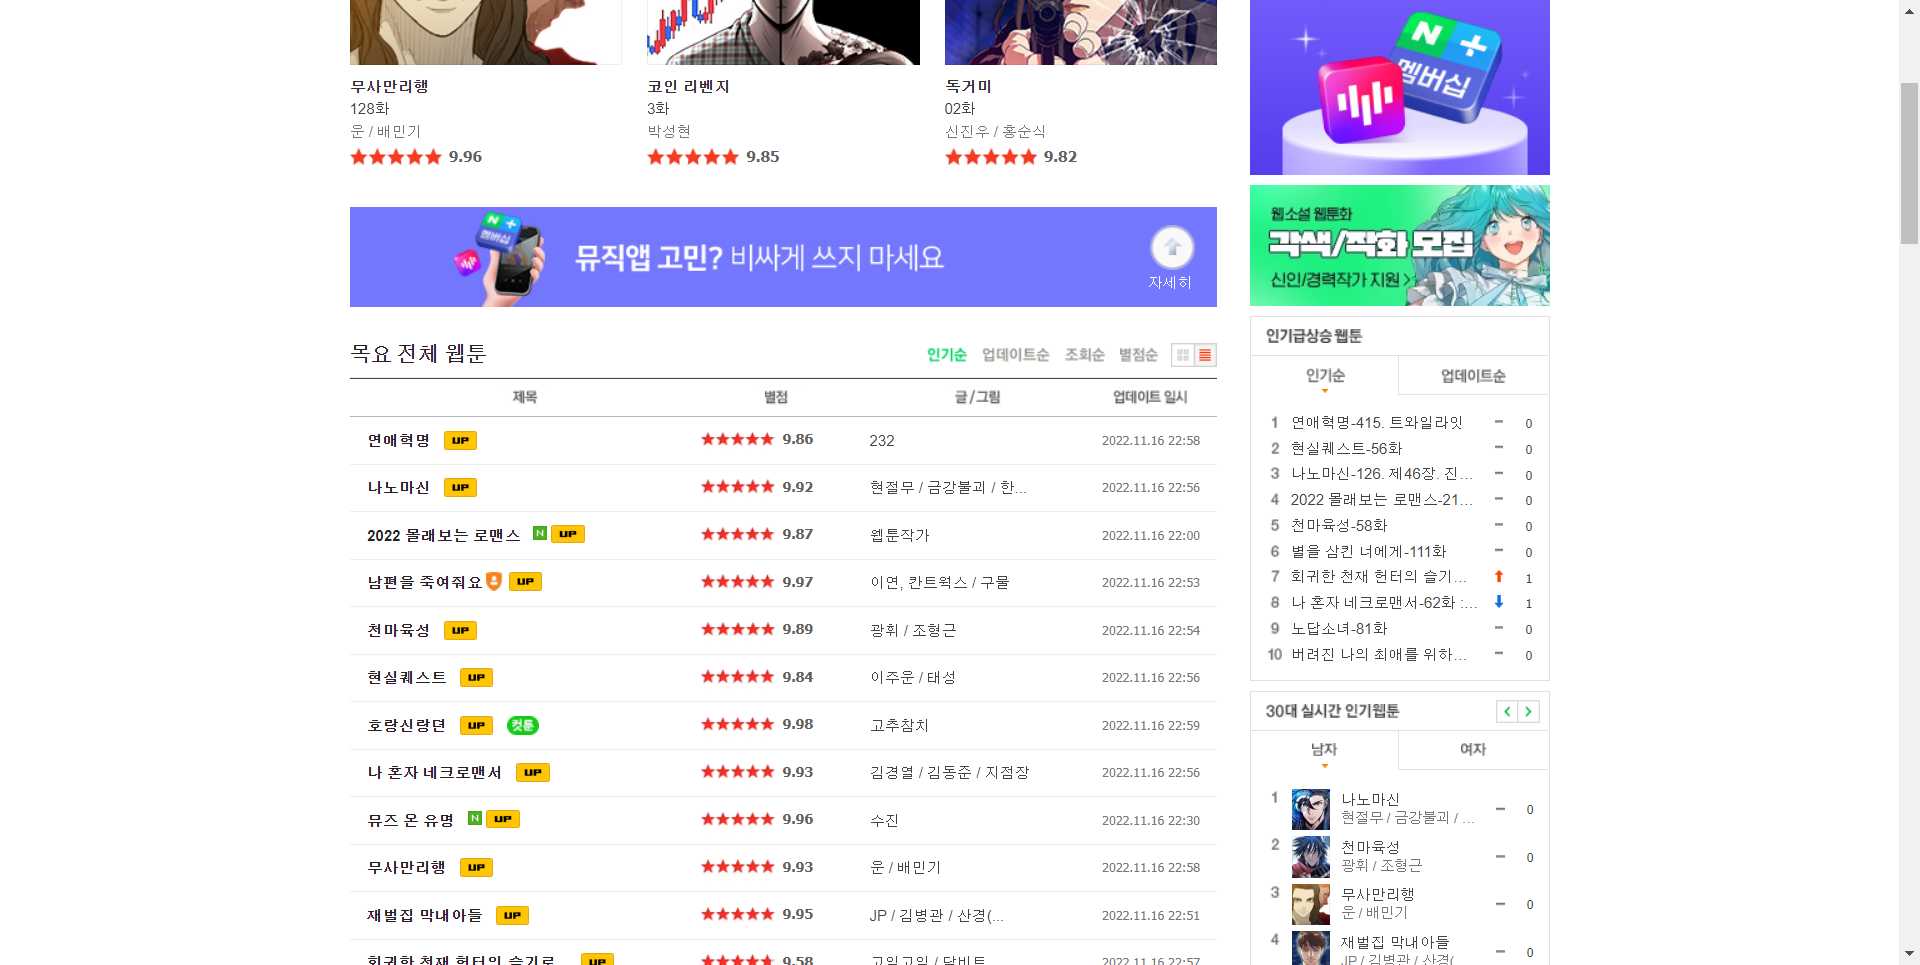 무사만리행
128화
운 / 배민기
9.96
코인 리벤지
3화
박성현
9.85
독거미
02화
신진우 / 홍순식
9.82
N +
멤버십
웹소설 웹툰화
각색/작화 모집
신인/경력작가 지원 >
N +
멤버십
뮤직앱 고민? 비싸게 쓰지 마세요
자세히
목요 전체 웹툰
인기순 업데이트순 조회순 별점순
제목 별점 글 / 그림 업데이트 일시
연애혁명 UP 9.86 232 2022.11.16 22:58
나노마신 UP 9.92 현절무 / 금강불괴 / 한... 2022.11.16 22:56
2022 몰래보는 로맨스 N UP 9.87 웹툰작가 2022.11.16 22:00
남편을 죽여줘요 UP 9.97 이연, 칸트웍스 / 구물 2022.11.16 22:53
천마육성 UP 9.89 광휘 / 조형근 2022.11.16 22:54
현실퀘스트 UP 9.84 이주운 / 태성 2022.11.16 22:56
호랑신랑뎐 UP 컷툰 9.98 고추참치 2022.11.16 22:59
나 혼자 네크로맨서 UP 9.93 김경열 / 김동준 / 지점장 2022.11.16 22:56
뮤즈 온 유명 N UP 9.96 수진 2022.11.16 22:30
무사만리행 UP 9.93 운 / 배민기 2022.11.16 22:58
재벌집 막내아들 UP 9.95 JP / 김병관 / 산경(... 2022.11.16 22:51
회귀한 천재 헌터의 슬기로 UP 9.58 고일고일 / 달비트 2022.11.16 22:57
인기급상승 웹툰
인기순 업데이트순
1 연애혁명-415. 트와일라잇 0
2 현실퀘스트-56화 0
3 나노마신-126. 제46장. 진... 0
4 2022 몰래보는 로맨스-21... 0
5 천마육성-58화 0
6 별을 삼킨 너에게-111화 0
7 회귀한 천재 헌터의 슬기... 1
8 나 혼자 네크로맨서-62화 :... 1
9 노답소녀-81화 0
10 버려진 나의 최애를 위하... 0
30대 실시간 인기웹툰
남자 여자
1 나노마신 0
현절무 / 금강불괴 / ...
2 천마육성 0
광휘 / 조형근
3 무사만리행 0
운 / 배민기
4 재벌집 막내아들 0
JP / 김병관 / 산경(